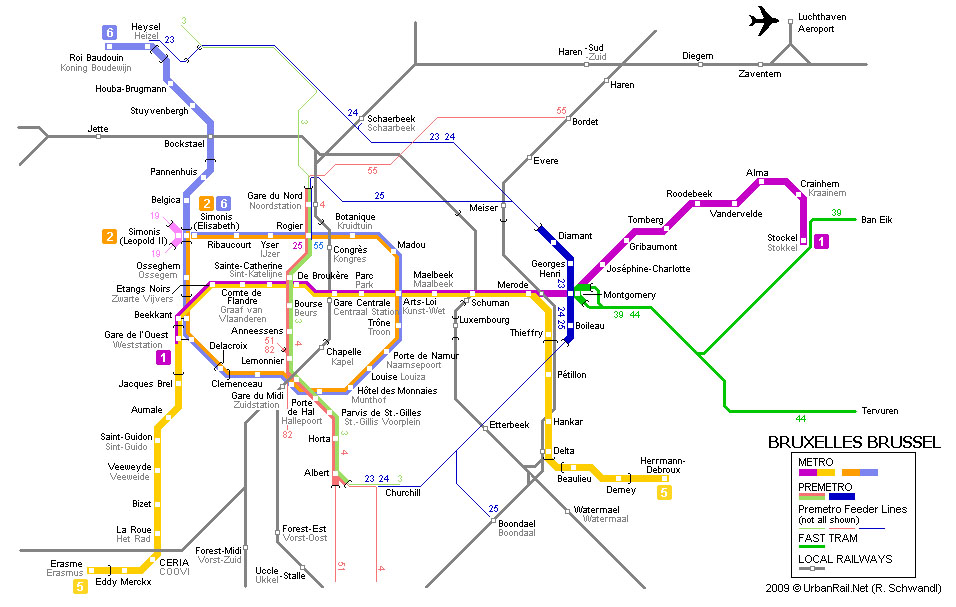 6
Heysel
Heizel
23
3
Roi Baudouin
Koning Boudewijn
Houba-Brugmann
Stuyvenbergh
Jette
Bockstael
Pannenhuis
Belgica
2 6
Simonis
(Elisabeth)
19
2
Simonis
(Leopold II)
19
Ribaucourt
Yser
IJzer
Rogier
25
55
Gare du Nord
Noordstation
4
3
Schaerbeek
Schaarbeek
24
55
23 24
55
25
Botanique
Kruidtuin
Congrès
Kongres
Madou
Osseghem
Ossegem
Etangs Noirs
Zwarte Vijvers
Beekkant
Gare de l'Ouest
Weststation
1
Sainte-Catherine
Sint-Katelijne
Comte de
Flandre
Graaf van
Vlaanderen
De Broukère
Bourse
Beurs
Parc
Park
Gare Centrale
Centraal Station
Maelbeek
Maalbeek
Arts-Loi
Kunst-Wet
Schuman
Merode
Anneessens
51
82
3
4
Trône
Troon
Luxembourg
Thieffry
Delacroix
Lemonnier
Clemenceau
Chapelle
Kapel
Porte de Namur
Naamsepoort
Louise Louiza
Hôtel des Monnaies
Munthof
Gare du Midi
Zuidstation
82
Porte
de Hal
Hallepoort
Parvis de St.-Gilles
St.-Gillis Voorplein
Horta
3
4
Albert
23 24 3
Churchill
51
4
Jacques Brel
Aumale
Saint-Guidon
Sint-Guido
Veeweyde
Veeweide
Bizet
La Roue
Het Rad
CERIA
COOVI
Erasme
Erasmus
5
Eddy Merckx
Forest-Midi
Vorst-Zuid
Forest-Est
Vorst-Oost
Uccle
Ukkel
-Stalle
Haren
-Sud
-Zuid
Diegem
Zaventem
Luchthaven
Aeroport
Haren
Bordet
Evere
Meiser
Diamant
Georges
Henri
23
24 25
Boileau
Montgomery
Joséphine-Charlotte
Gribaumont
Tomberg
Roodebeek
Vandervelde
Alma
Crainhem
Kraainem
Stockel
Stokkel
1
39
Ban Eik
39 44
44
Tervuren
Pétillon
Hankar
Delta
Etterbeek
Beaulieu
Demey
Herrmann-
Debroux
5
Watermael
Watermaal
25
Boondael
Boondaal
BRUXELLES BRUSSEL
METRO
PREMETRO
Premetro Feeder Lines
(not all shown)
FAST TRAM
LOCAL RAILWAYS
2009 © UrbanRail.Net (R. Schwandl)